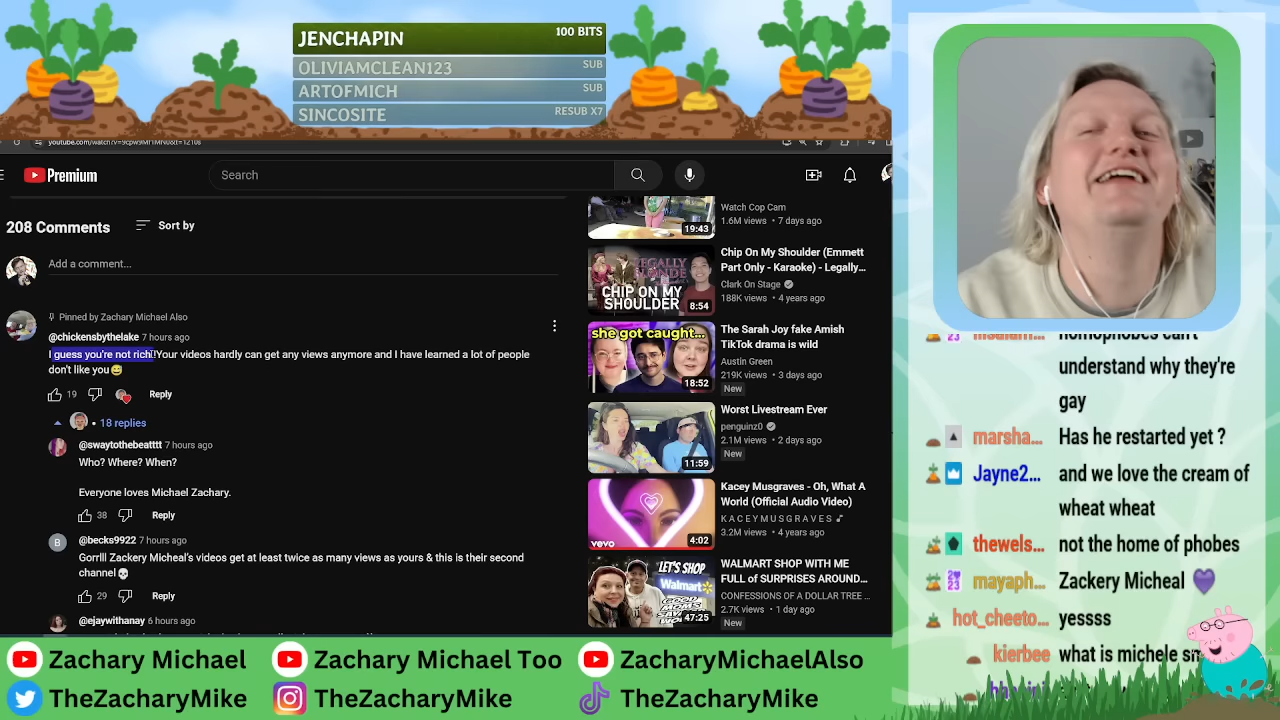 JENCHAPIN 100 BITS
OLIVIAMCLEAN123 SUB
ARTOFMICH SUB
SINCOSITE RESUB X7
Premium
Search
208 Comments
Sort by
Add a comment...
Pinned by Zachary Michael Also
@chickensbythelake 7 hours ago
I guess you're not rich!Your videos hardly can get any views anymore and I have learned a lot of people
don't like you😅
19
Reply
• 18 replies
@swaytothebeatttt 7 hours ago
Who? Where? When?
Everyone loves Michael Zachary.
38
Reply
B
@becks9922 7 hours ago
Gorrlll Zackery Micheal's videos get at least twice as many views as yours & this is their second
channel💀
29
Reply
@ejaywithanay 6 hours ago
Watch Cop Cam
1.6M views • 7 days ago
19:43
Chip On My Shoulder (Emmett
Part Only - Karaoke) - Legally...
Clark On Stage
188K views • 4 years ago
LEGALLY
BLONDE
CHIP ON MY
SHOULDER
8:54
The Sarah Joy fake Amish
TikTok drama is wild
Austin Green
219K views • 3 days ago
New
she got caught...
18:52
Worst Livestream Ever
penguinz0
2.1M views • 2 days ago
New
11:59
Kacey Musgraves - Oh, What A
World (Official Audio Video)
K A C E Y M U S G R A V E S
3.2M views • 4 years ago
vevo
4:02
WALMART SHOP WITH ME
FULL of SURPRISES AROUND...
CONFESSIONS OF A DOLLAR TREE ...
2.7K views • 1 day ago
New
LET'S SHOP
Walmart
47:25
homophobes can't
understand why they're
gay
marsha... Has he restarted yet ?
Jayne2... and we love the cream of
wheat wheat
thewels... not the home of phobes
mayaph... Zackery Micheal 💜
hot_cheeto... yessss
kierbee what is michele
Zachary Michael
Zachary Michael Too
ZacharyMichaelAlso
TheZacharyMike
TheZacharyMike
TheZacharyMike